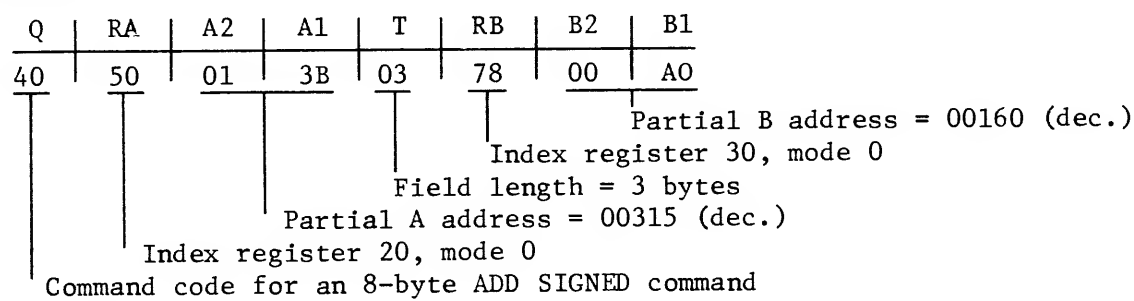 Q RA A2 A1 T RB B2 B1
40 50 01 3B 03 78 00 A0
Partial B address = 00160 (dec.)
Index register 30, mode 0
Field length = 3 bytes
Partial A address = 00315 (dec.)
Index register 20, mode 0
Command code for an 8-byte ADD SIGNED command